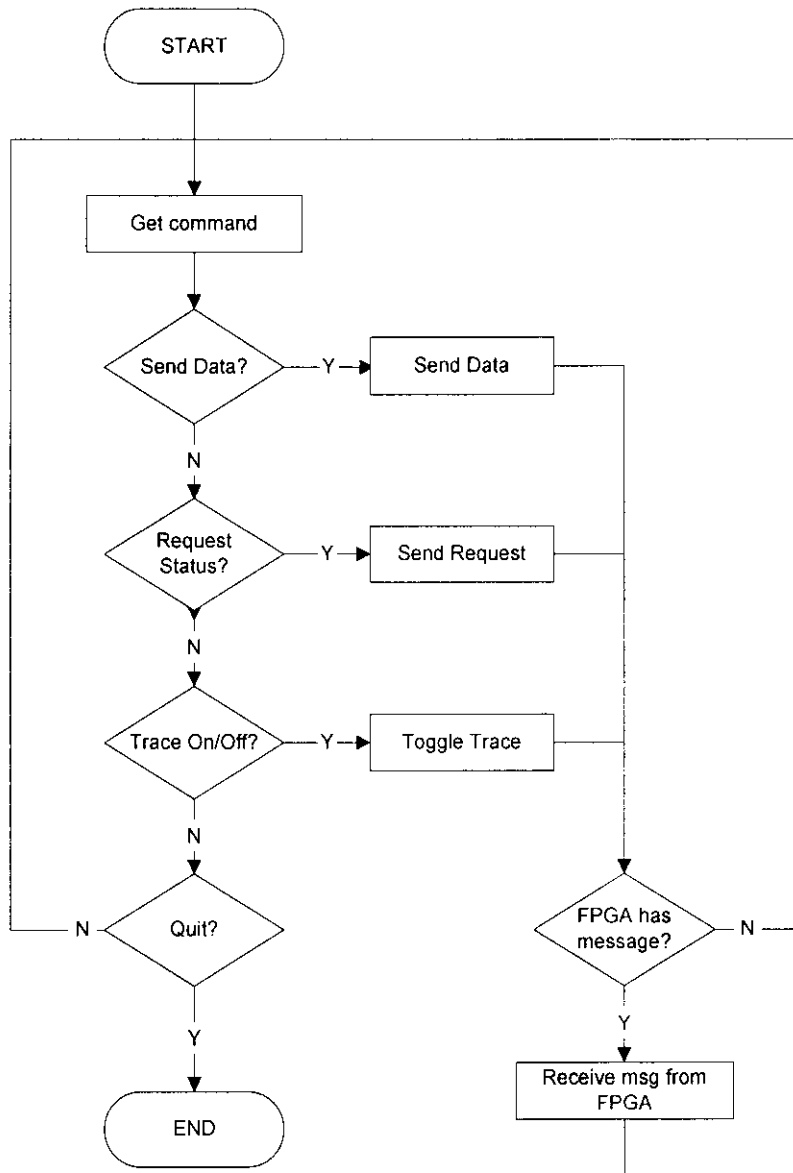 START
Get command
Send Data?
Y
Send Data
N
Request
Status?
Y
Send Request
N
Trace On/Off?
Y
Toggle Trace
N
Quit?
N
FPGA has
message?
N
Y
Y
Receive msg from
FPGA
END